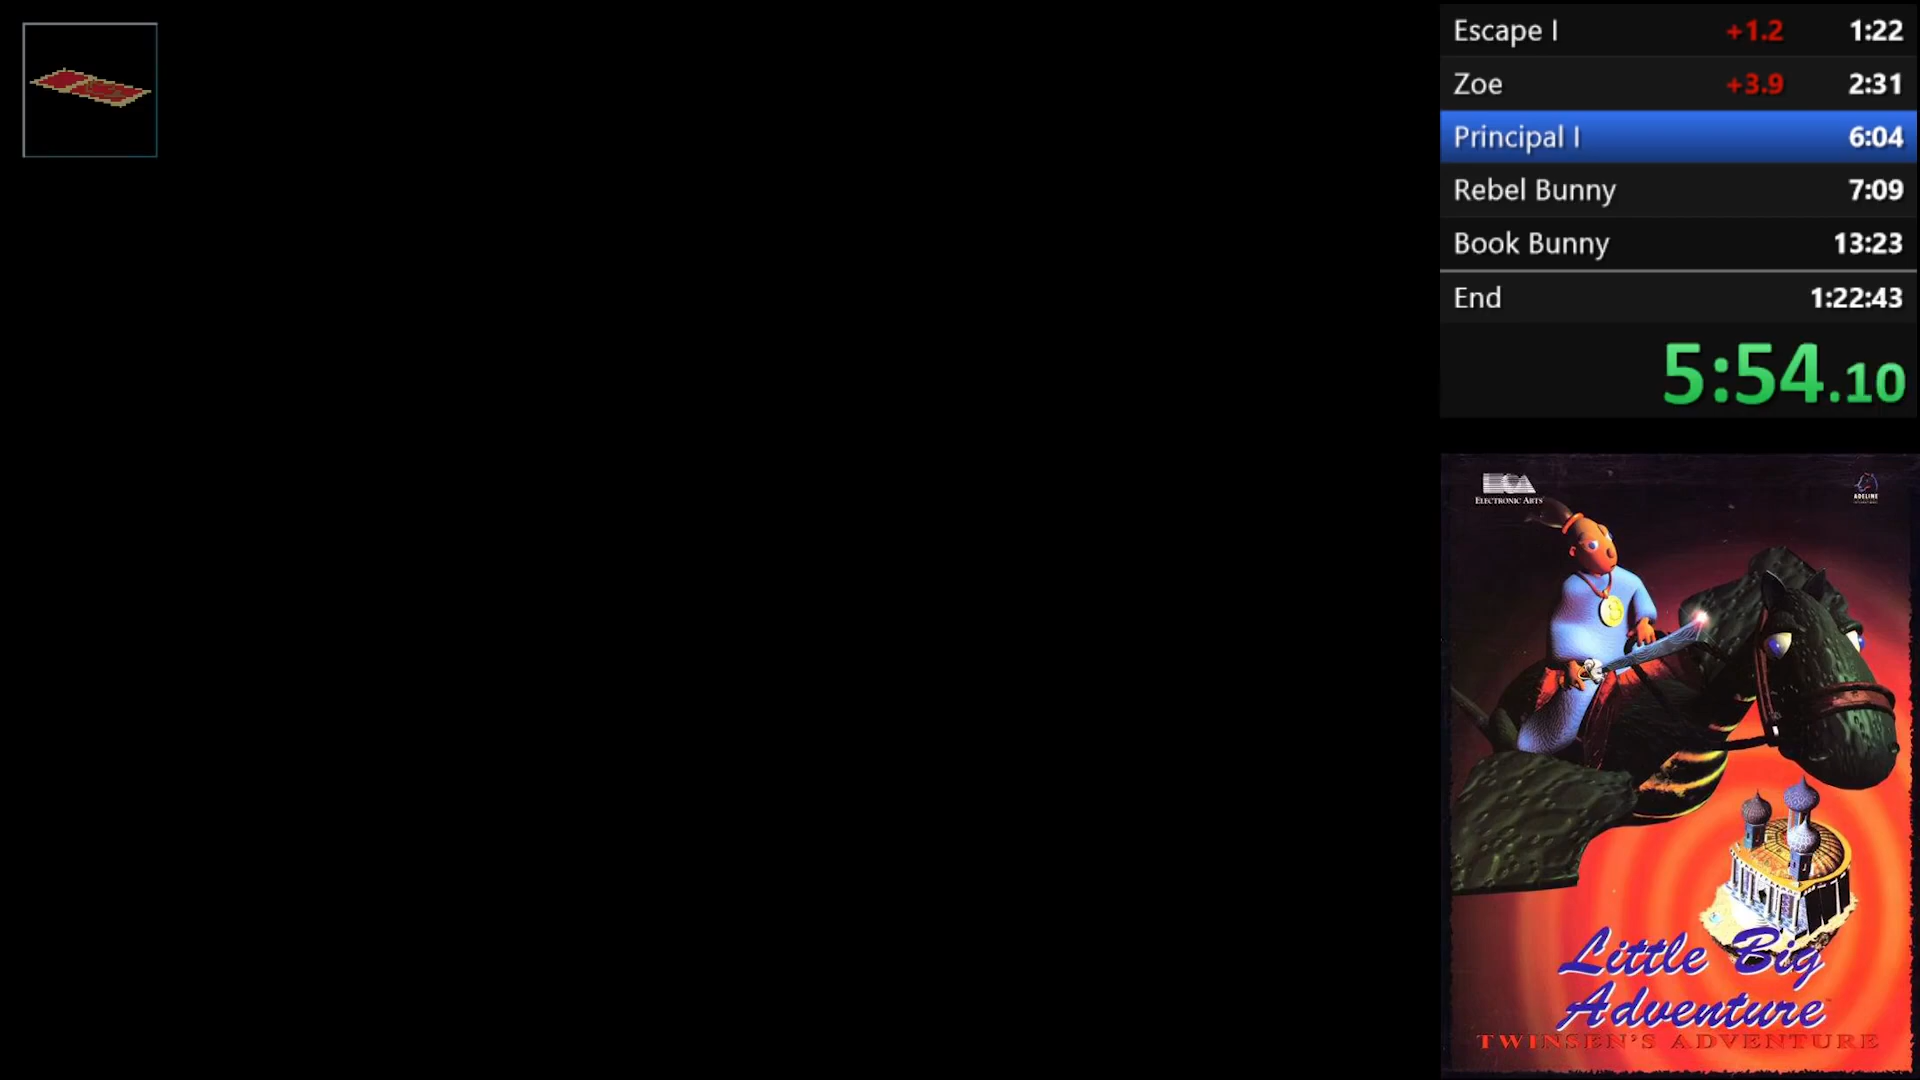 Escape I +1.2 1:22
Zoe +3.9 2:31
Principal I 6:04
Rebel Bunny 7:09
Book Bunny 13:23
End 1:22:43
5:54.10
ELECTRONIC ARTS
ADELINE
Little Big
Adventure
TWINSEN'S ADVENTURE